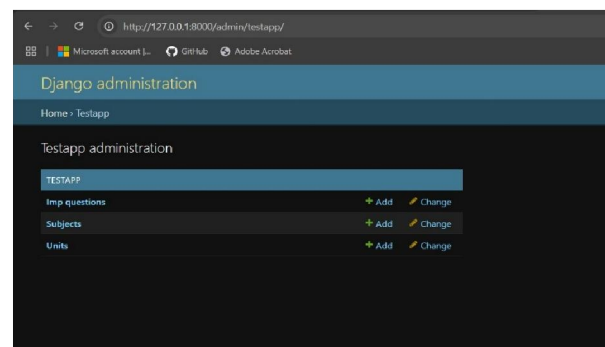 http://127.0.0.1:8000/admin/testapp/
Microsoft account |... GitHub Adobe Acrobat
Django administration
Home › Testapp
Testapp administration
TESTAPP
Imp questions + Add Change
Subjects + Add Change
Units + Add Change